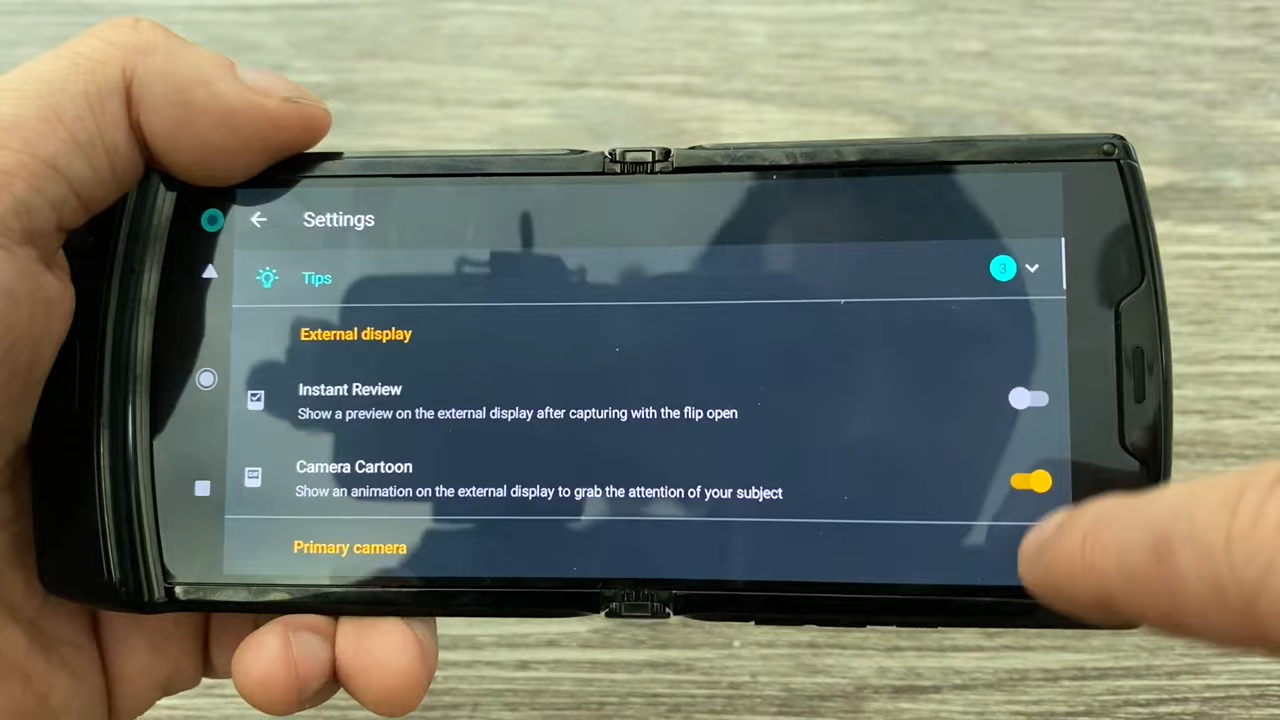 Settings
Tips
3
External display
Instant Review
Show a preview on the external display after capturing with the flip open
Camera Cartoon
GIF
Show an animation on the external display to grab the attention of your subject
Primary camera